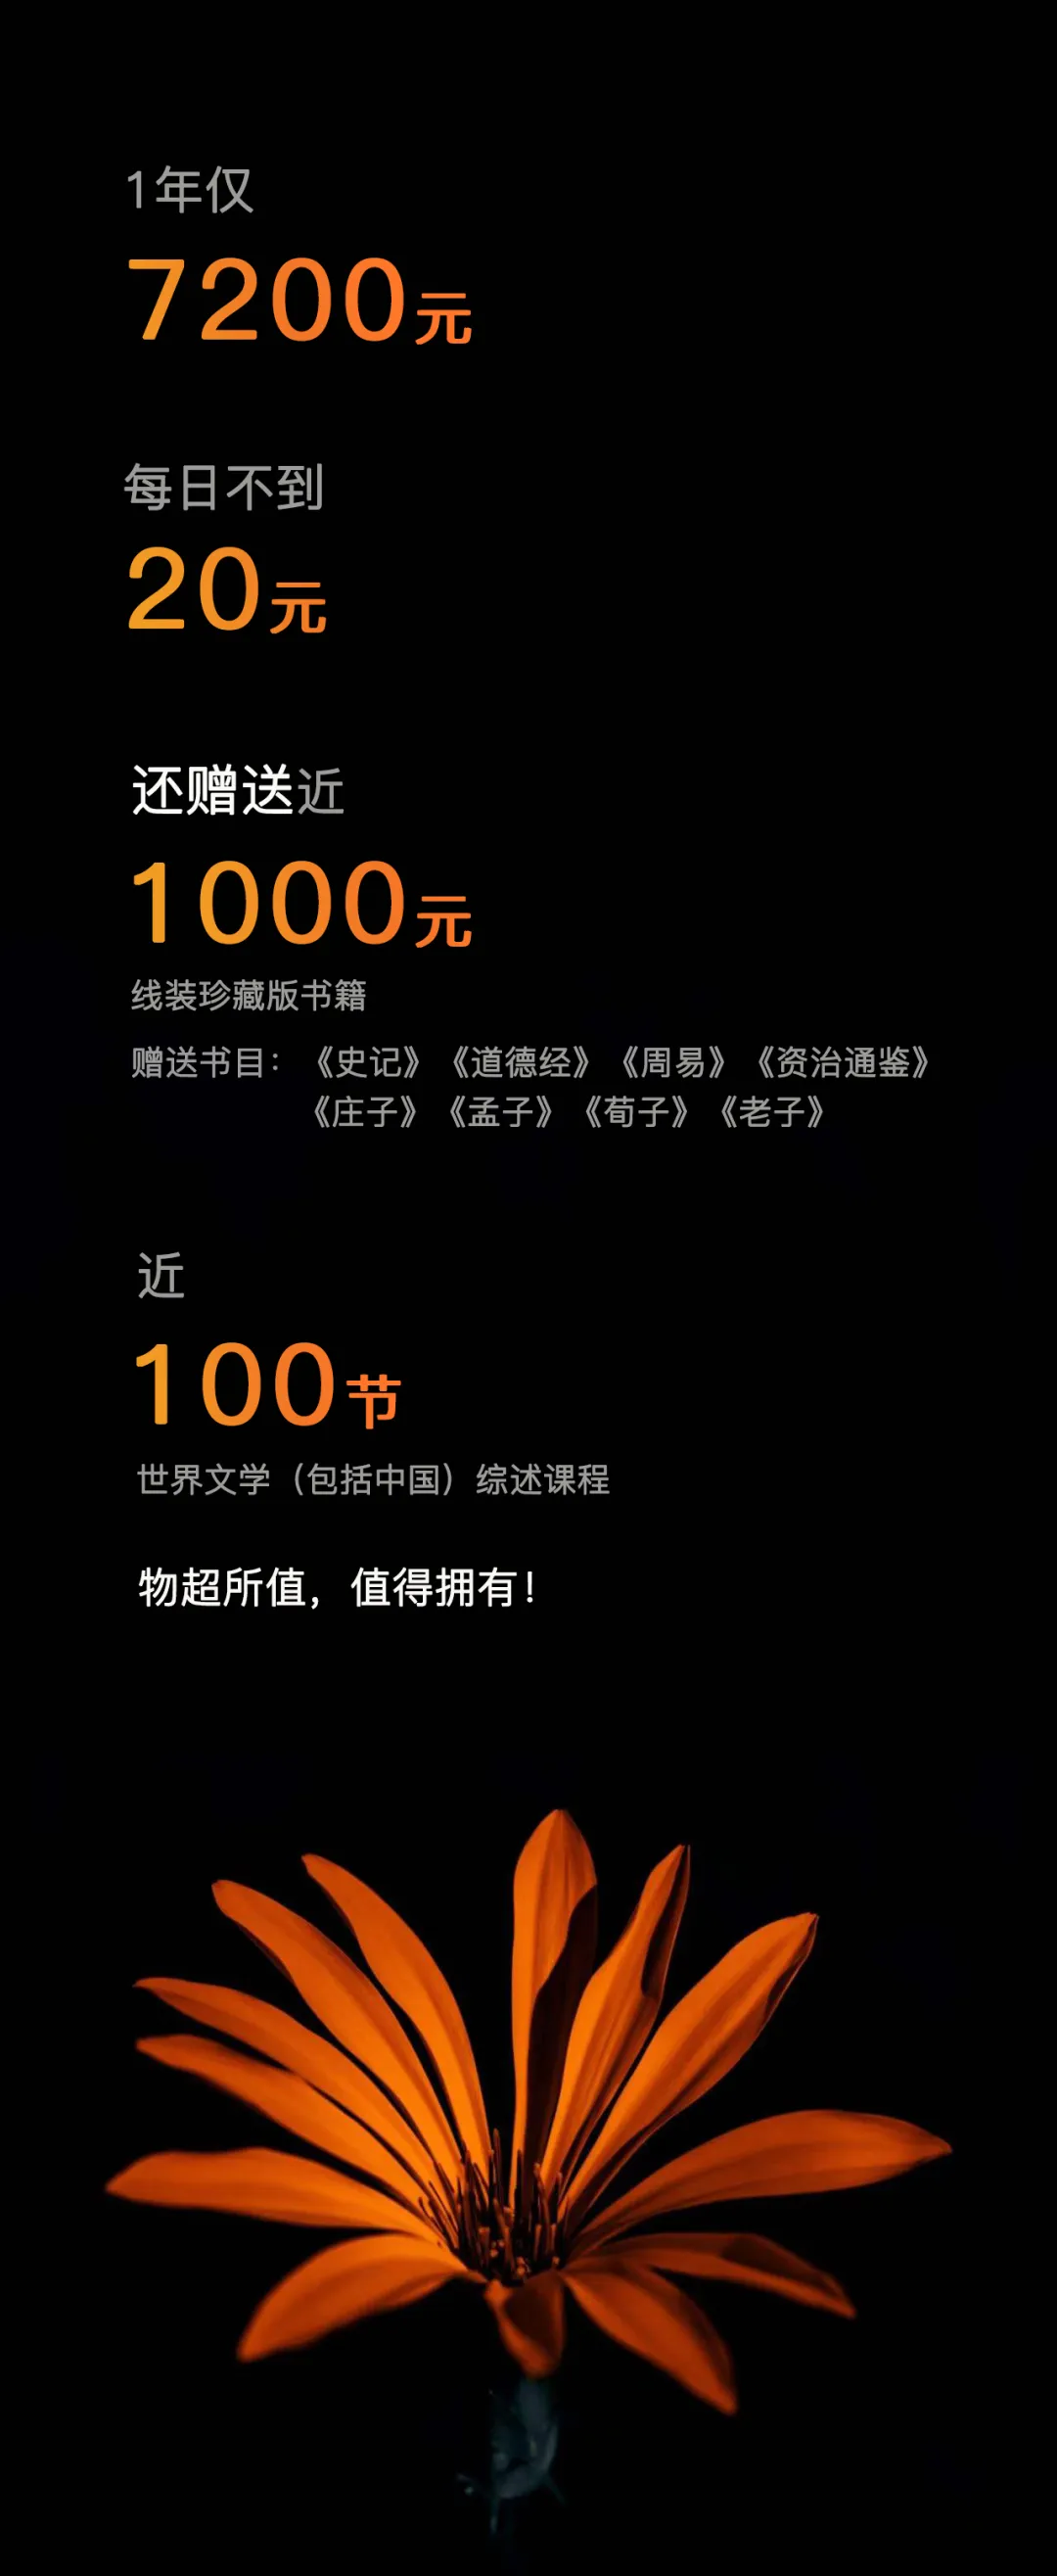 1年仅
7200元
每日不到
20元
还赠送近
1000元
线装珍藏版书籍
赠送书目：《史记》《道德经》《周易》《资治通鉴》
《庄子》《孟子》《荀子》《老子》
近
100节
世界文学（包括中国）综述课程
物超所值，值得拥有！